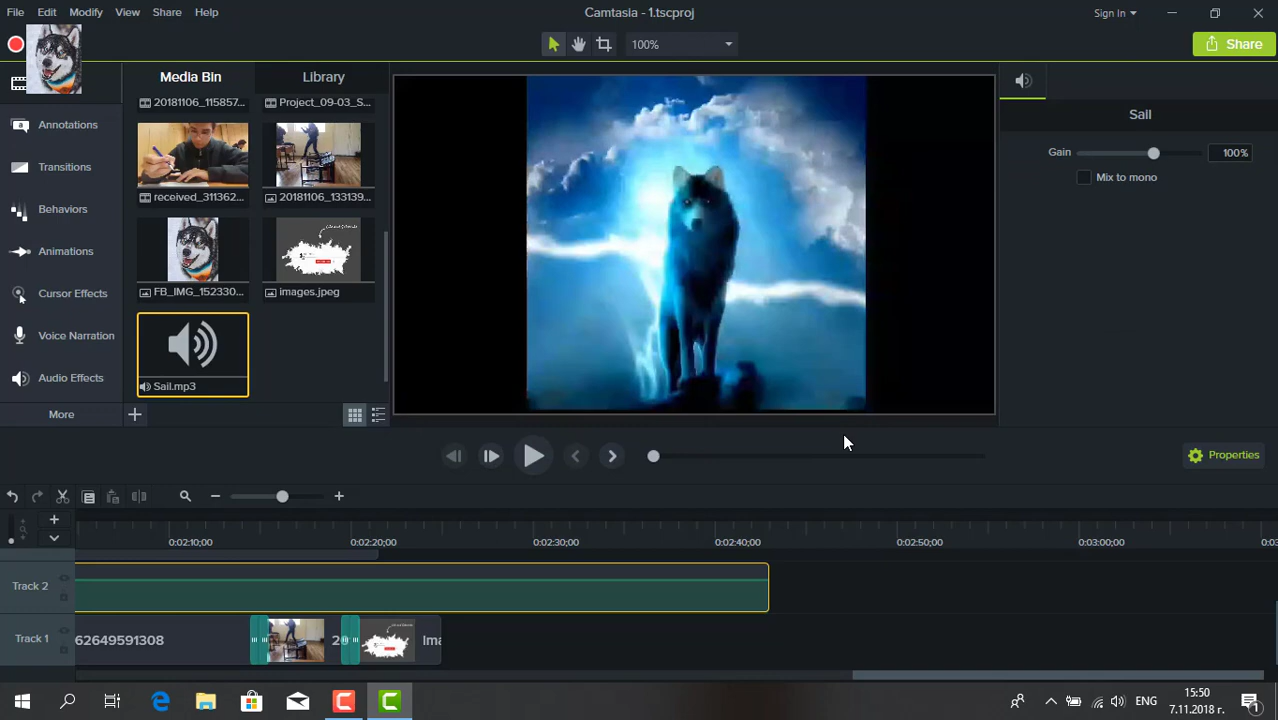 File Edit Modify View Share Help
Camtasia - 1.tscproj
Sign In
100%
Share
Media Bin
Library
Sail
Annotations
Transitions
Behaviors
Animations
Cursor Effects
Voice Narration
Audio Effects
More
20181106_115857...
Project_09-03_S...
received_311362...
20181106_133139...
FB_IMG_152330...
images.jpeg
Sail.mp3
Gain
100%
Mix to mono
Properties
0:02:10;00
0:02:20;00
0:02:30;00
0:02:40;00
0:02:50;00
0:03:00;00
Track 2
Track 1
62649591308
Ima
ЕНГ
15:50
7.11.2018 г.
1